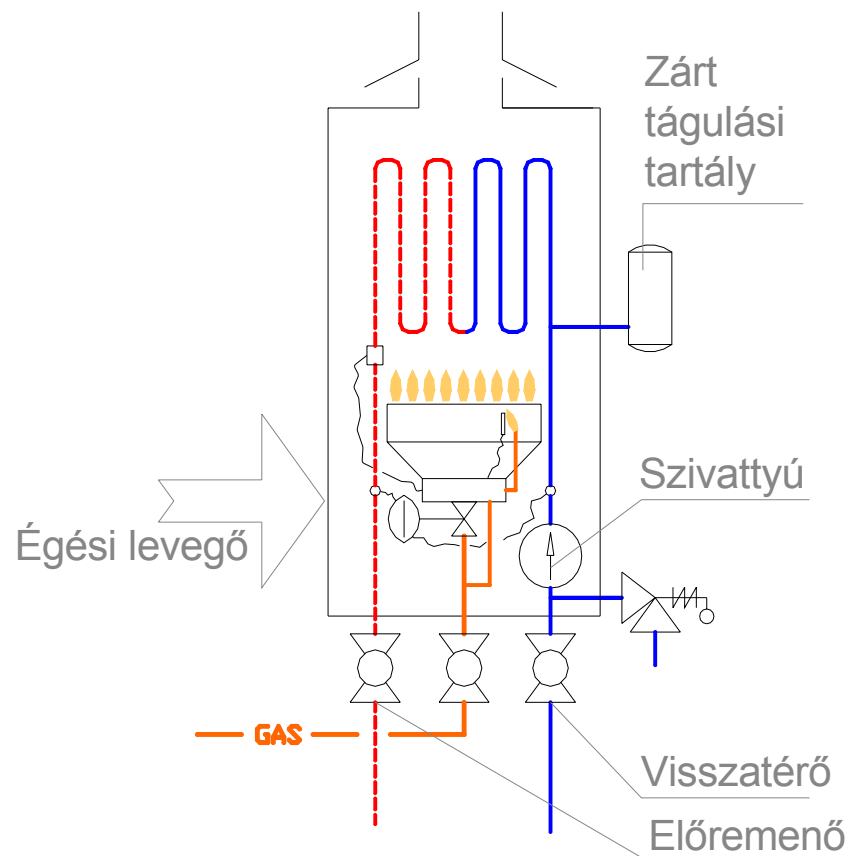 Zárt
tágulási
tartály
Szivattyú
Égési levegő
GAS
Visszatérő
Előremenő